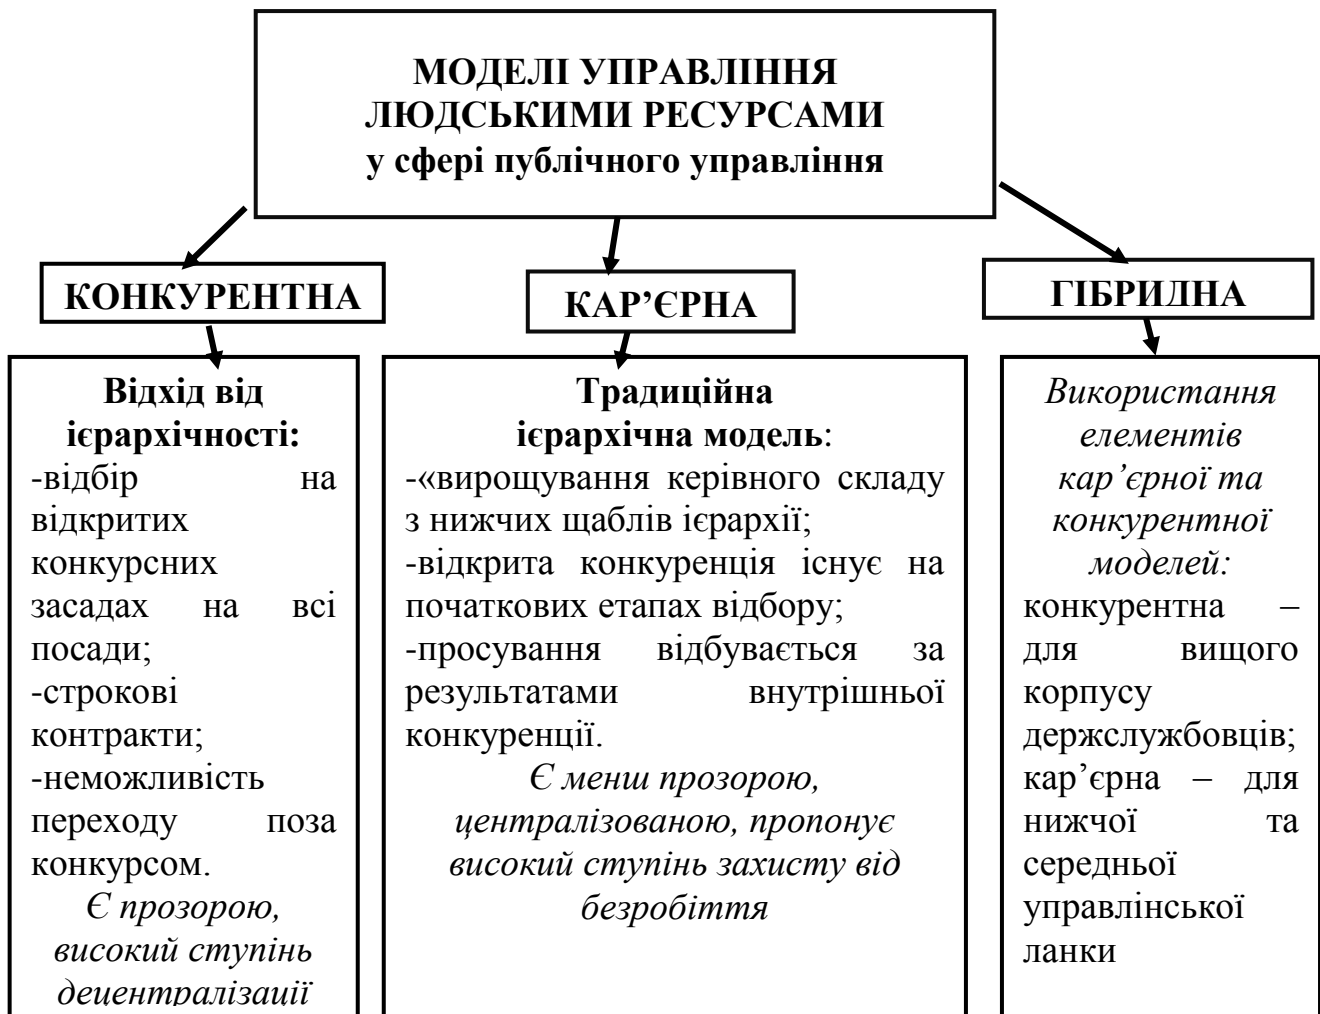 МОДЕЛІ УПРАВЛІННЯ
ЛЮДСЬКИМИ РЕСУРСАМИ
у сфері публічного управління
КОНКУРЕНТНА
КАР’ЄРНА
ГІБРИДНА
Відхід від
ієрархічності:
-відбір на
відкритих
конкурсних
засадах на всі
посади;
-строкові
контракти;
-неможливість
переходу поза
конкурсом.
Є прозорою,
високий ступінь
децентралізації
Традиційна
ієрархічна модель:
-«вирощування керівного складу
з нижчих щаблів ієрархії;
-відкрита конкуренція існує на
початкових етапах відбору;
-просування відбувається за
результатами внутрішньої
конкуренції.
Є менш прозорою,
централізованою, пропонує
високий ступінь захисту від
безробіття
Використання
елементів
кар’єрної та
конкурентної
моделей:
конкурентна –
для вищого
корпусу
держслужбовців;
кар’єрна – для
нижчої та
середньої
управлінської
ланки